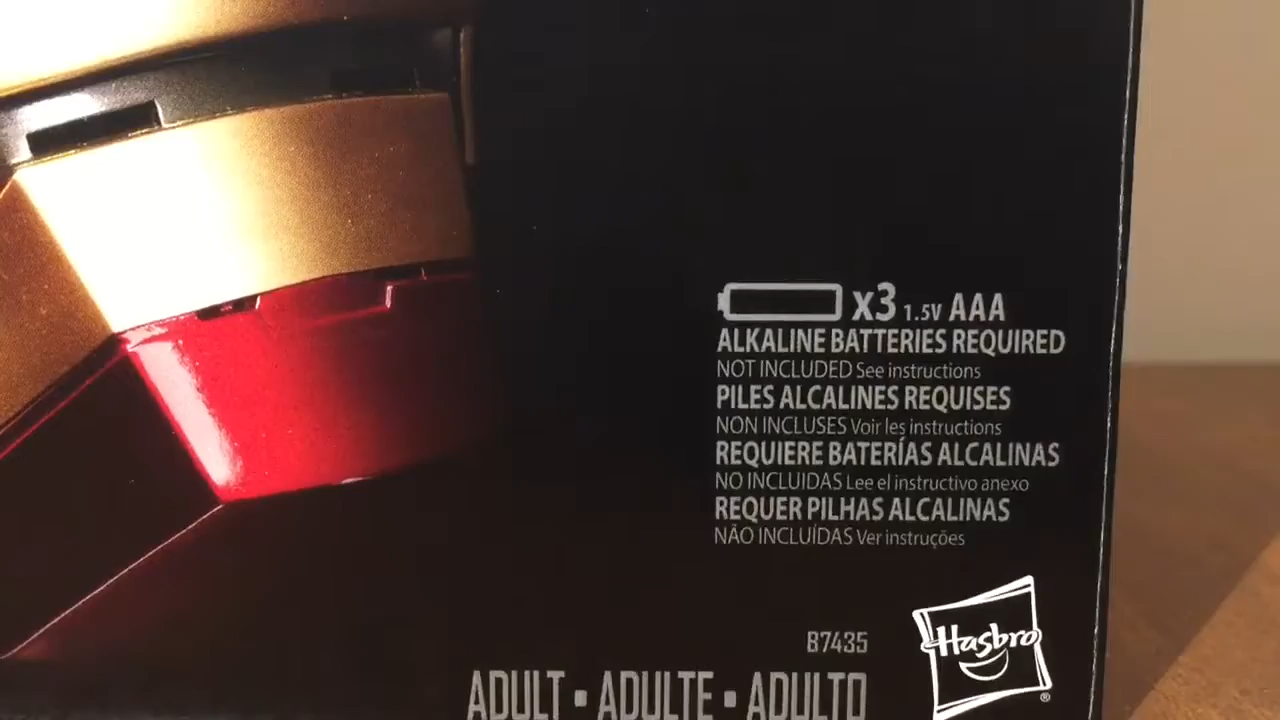 x3 1.5V AAA
ALKALINE BATTERIES REQUIRED
NOT INCLUDED See instructions
PILES ALCALINES REQUISES
NON INCLUSES Voir les instructions
REQUIERE BATERÍAS ALCALINAS
NO INCLUIDAS Lee el instructivo anexo
REQUER PILHAS ALCALINAS
NÃO INCLUÍDAS Ver instruções
B7435
Hasbro®
ADULT ▪ ADULTE ▪ ADULTO